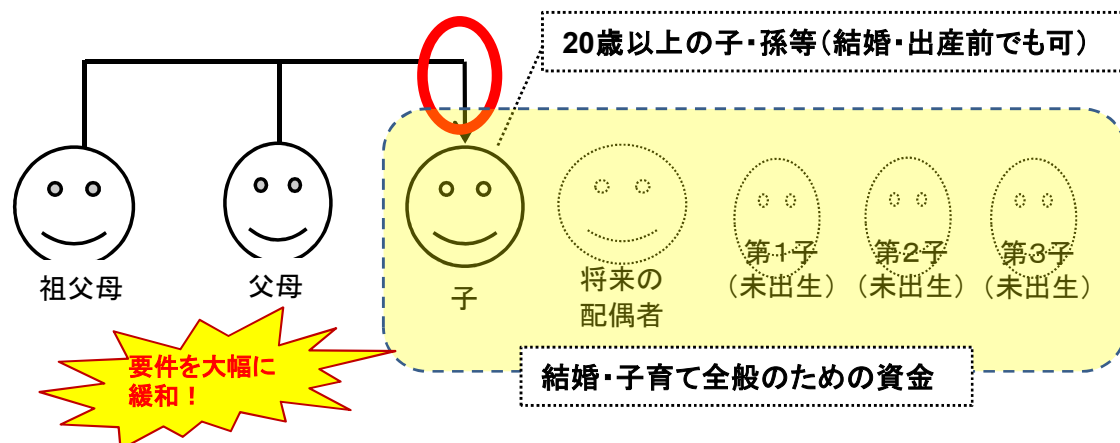 20歳以上の子・孫等（結婚・出産前でも可）
祖父母
父母
子
将来の
配偶者
第１子
（未出生）
第２子
（未出生）
第３子
（未出生）
要件を大幅に
緩和！
結婚・子育て全般のための資金